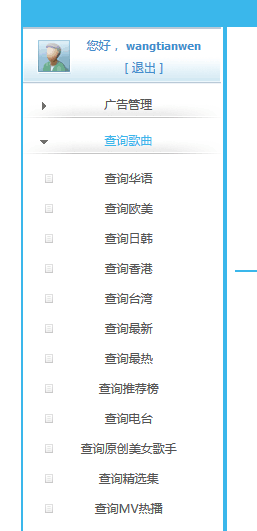 您好， wangtianwen
[ 退出 ]
广告管理
查询歌曲
查询华语
查询欧美
查询日韩
查询香港
查询台湾
查询最新
查询最热
查询推荐榜
查询电台
查询原创美女歌手
查询精选集
查询MV热播